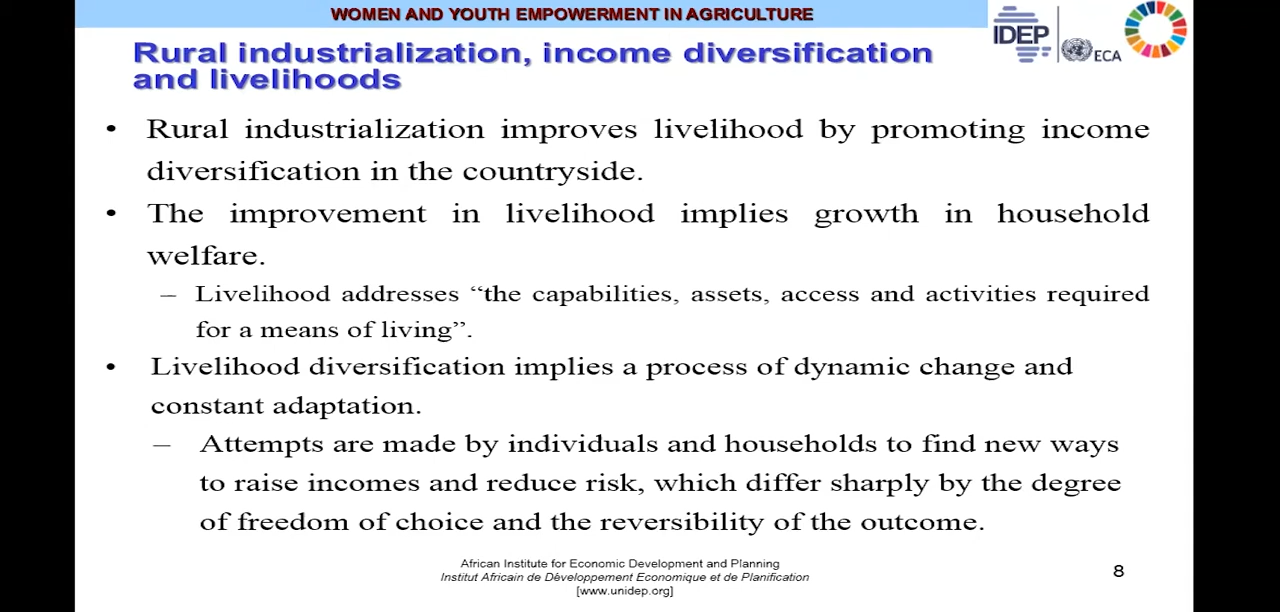 WOMEN AND YOUTH EMPOWERMENT IN AGRICULTURE
IDEP
ECA
Rural industrialization, income diversification
and livelihoods
• Rural industrialization improves livelihood by promoting income
diversification in the countryside.
• The improvement in livelihood implies growth in household
welfare.
– Livelihood addresses “the capabilities, assets, access and activities required
for a means of living”.
• Livelihood diversification implies a process of dynamic change and
constant adaptation.
– Attempts are made by individuals and households to find new ways
to raise incomes and reduce risk, which differ sharply by the degree
of freedom of choice and the reversibility of the outcome.
African Institute for Economic Development and Planning
Institut Africain de Développement Economique et de Planification
[www.unidep.org]
8